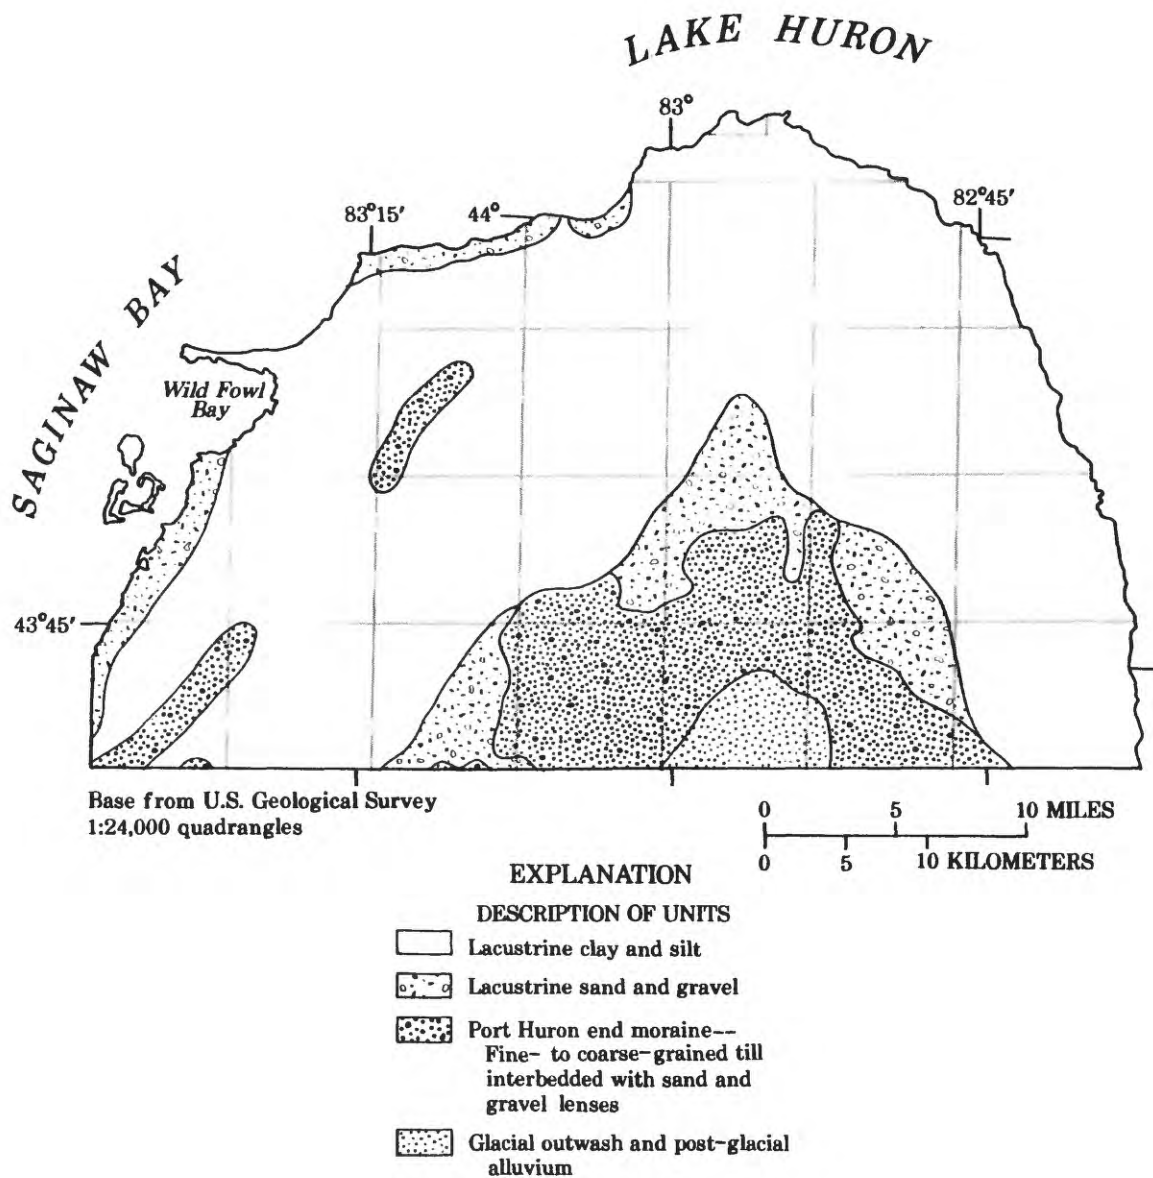 LAKE HURON
83°
83°15'
44°
82°45'
SAGINAW BAY
Wild Fowl
Bay
43°45'
Base from U.S. Geological Survey
1:24,000 quadrangles
0 5 10 MILES
0 5 10 KILOMETERS
EXPLANATION
DESCRIPTION OF UNITS
Lacustrine clay and silt
Lacustrine sand and gravel
Port Huron end moraine--
Fine- to coarse-grained till
interbedded with sand and
gravel lenses
Glacial outwash and post-glacial
alluvium